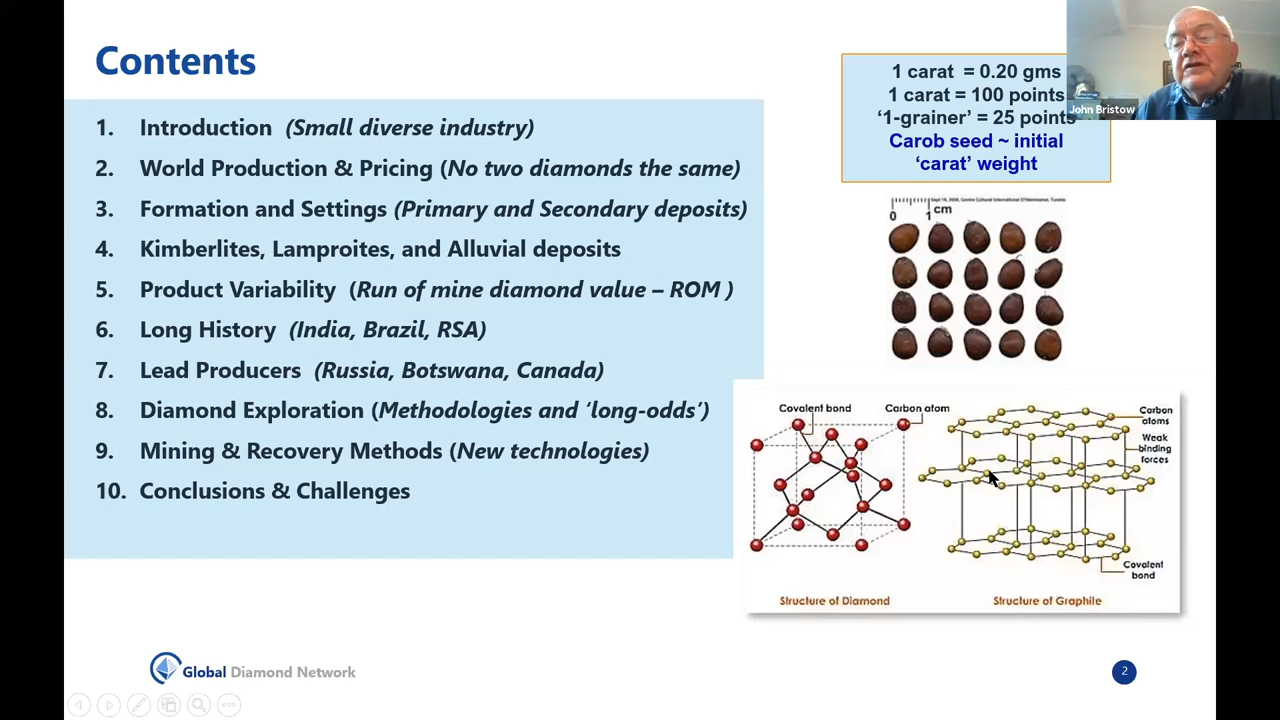 Contents
1. Introduction (Small diverse industry)
2. World Production & Pricing (No two diamonds the same)
3. Formation and Settings (Primary and Secondary deposits)
4. Kimberlites, Lamproites, and Alluvial deposits
5. Product Variability (Run of mine diamond value – ROM )
6. Long History (India, Brazil, RSA)
7. Lead Producers (Russia, Botswana, Canada)
8. Diamond Exploration (Methodologies and ‘long-odds’)
9. Mining & Recovery Methods (New technologies)
10. Conclusions & Challenges
1 carat = 0.20 gms
1 carat = 100 points
‘1-grainer’ = 25 points
Carob seed ~ initial
‘carat’ weight
John Bristow
0 1 cm
Covalent bond
Carbon atom
Carbon
atoms
Weak
binding
forces
Covalent
bond
Structure of Diamond
Structure of Graphile
Global Diamond Network
2